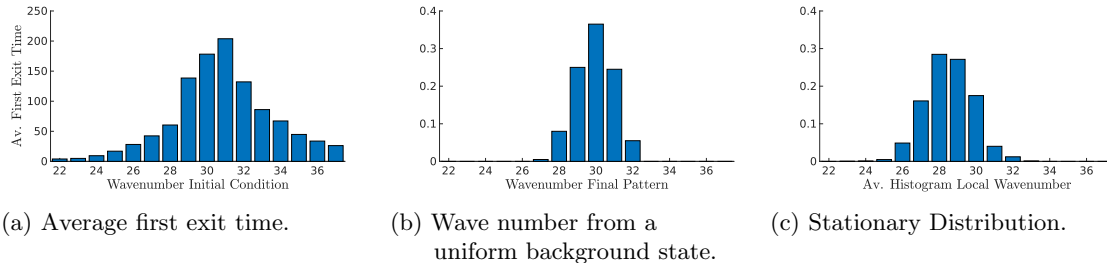 250
200
150
100
50
0
Av. First Exit Time
22 24 26 28 30 32 34 36
Wavenumber Initial Condition
(a) Average first exit time.
0.4
0.3
0.2
0.1
0
22 24 26 28 30 32 34 36
Wavenumber Final Pattern
(b) Wave number from a
uniform background state.
0.4
0.3
0.2
0.1
0
22 24 26 28 30 32 34 36
Av. Histogram Local Wavenumber
(c) Stationary Distribution.